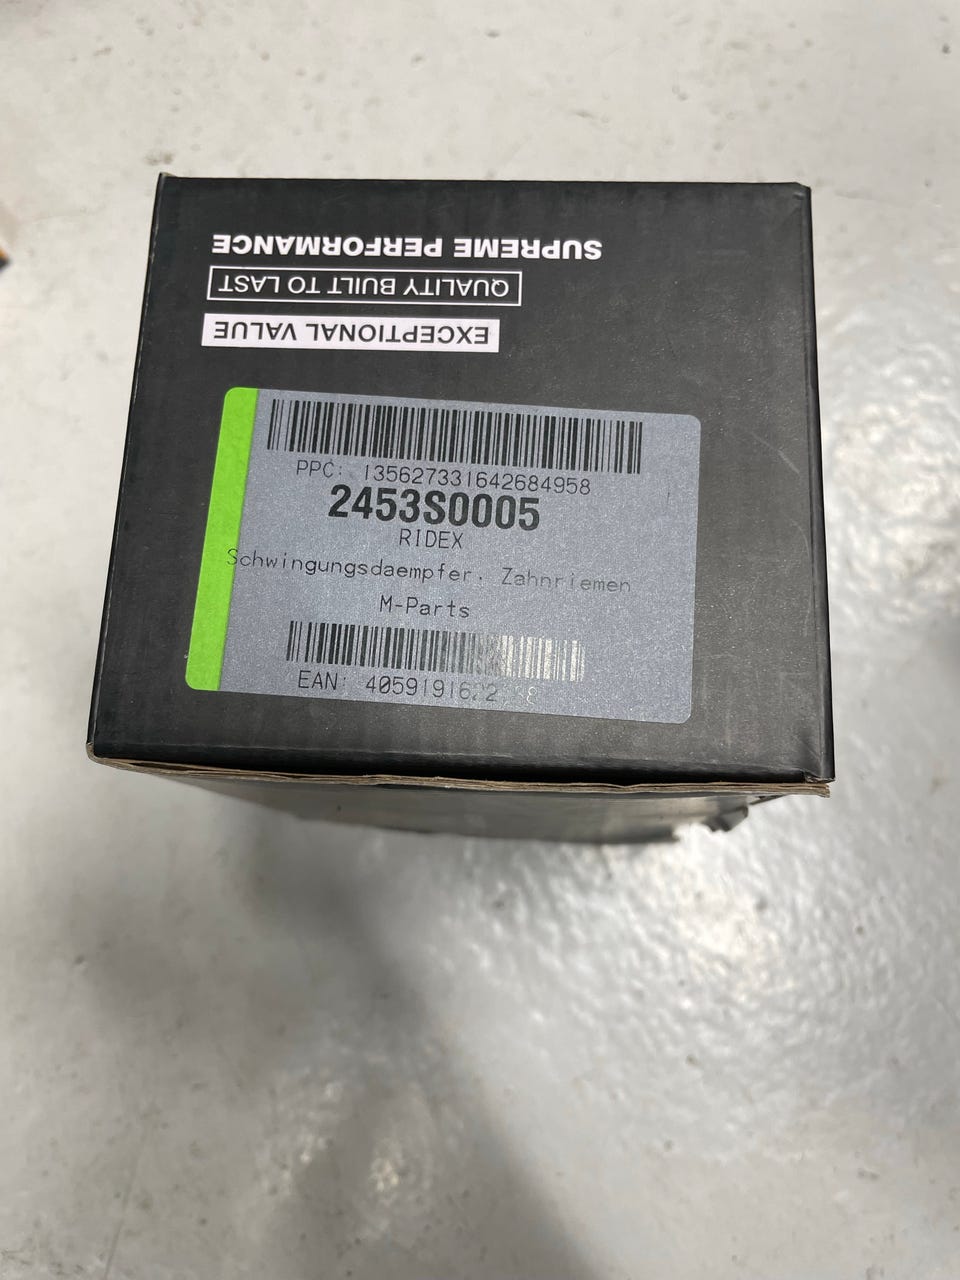 SUPREME PERFORMANCE
QUALITY BUILT TO LAST
EXCEPTIONAL VALUE
PPC: 135627331642684958
2453S0005
RIDEX
Schwingungsdaempfer, Zahnriemen
M-Parts
EAN: